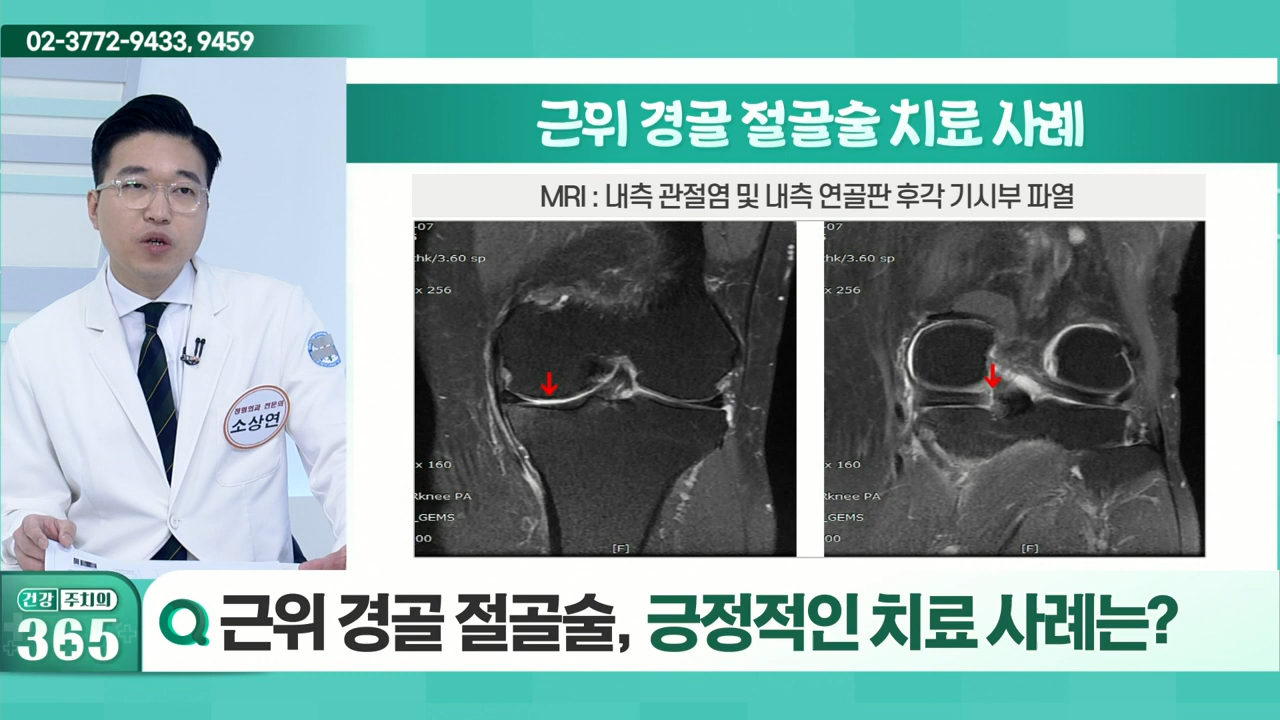 02-3772-9433, 9459
근위 경골 절골술 치료 사례
MRI : 내측 관절염 및 내측 연골판 후각 기시부 파열
-07
thk/3.60 sp
x 256
x 160
Rknee PA
_GEMS
00
[F]
-07
thk/3.60 sp
x 256
x 160
Rknee PA
_GEMS
00
[F]
정형외과 전문의
소상연
건강 주치의
365
Q 근위 경골 절골술, 긍정적인 치료 사례는?